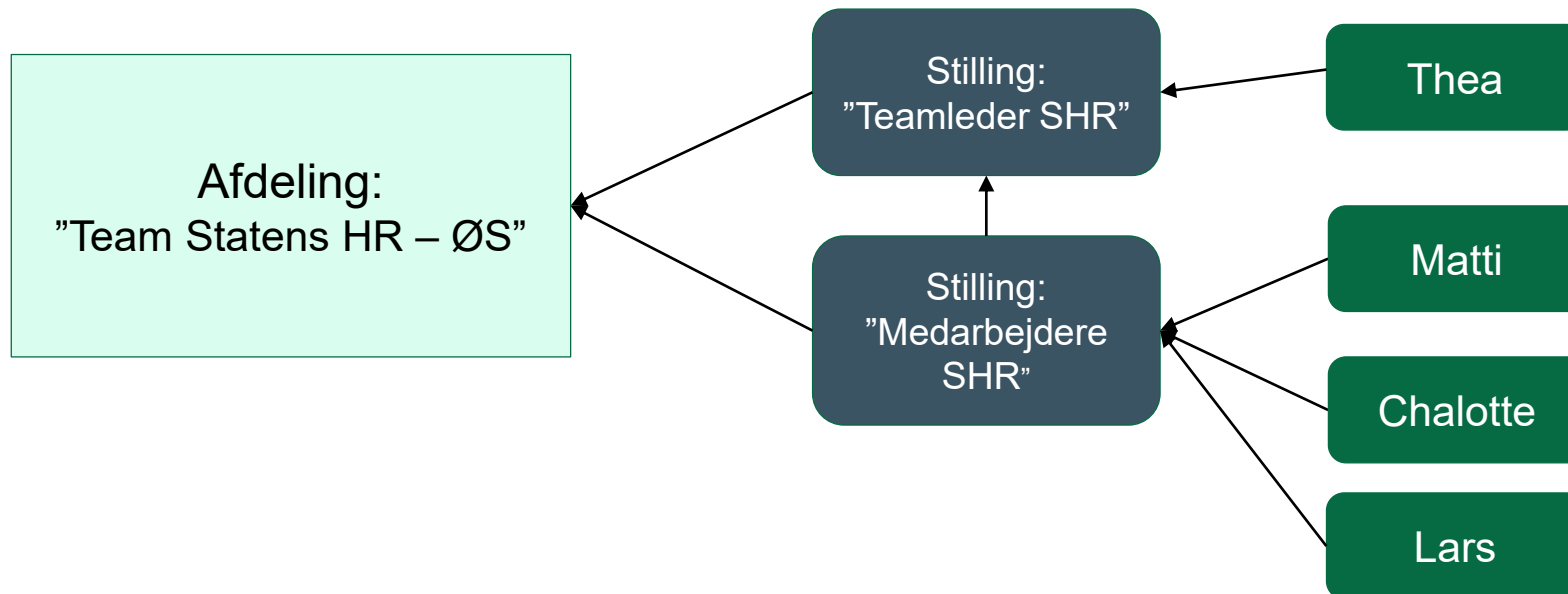 Afdeling:
”Team Statens HR – ØS”
Stilling:
”Teamleder SHR”
Stilling:
”Medarbejdere
SHR”
Thea
Matti
Chalotte
Lars